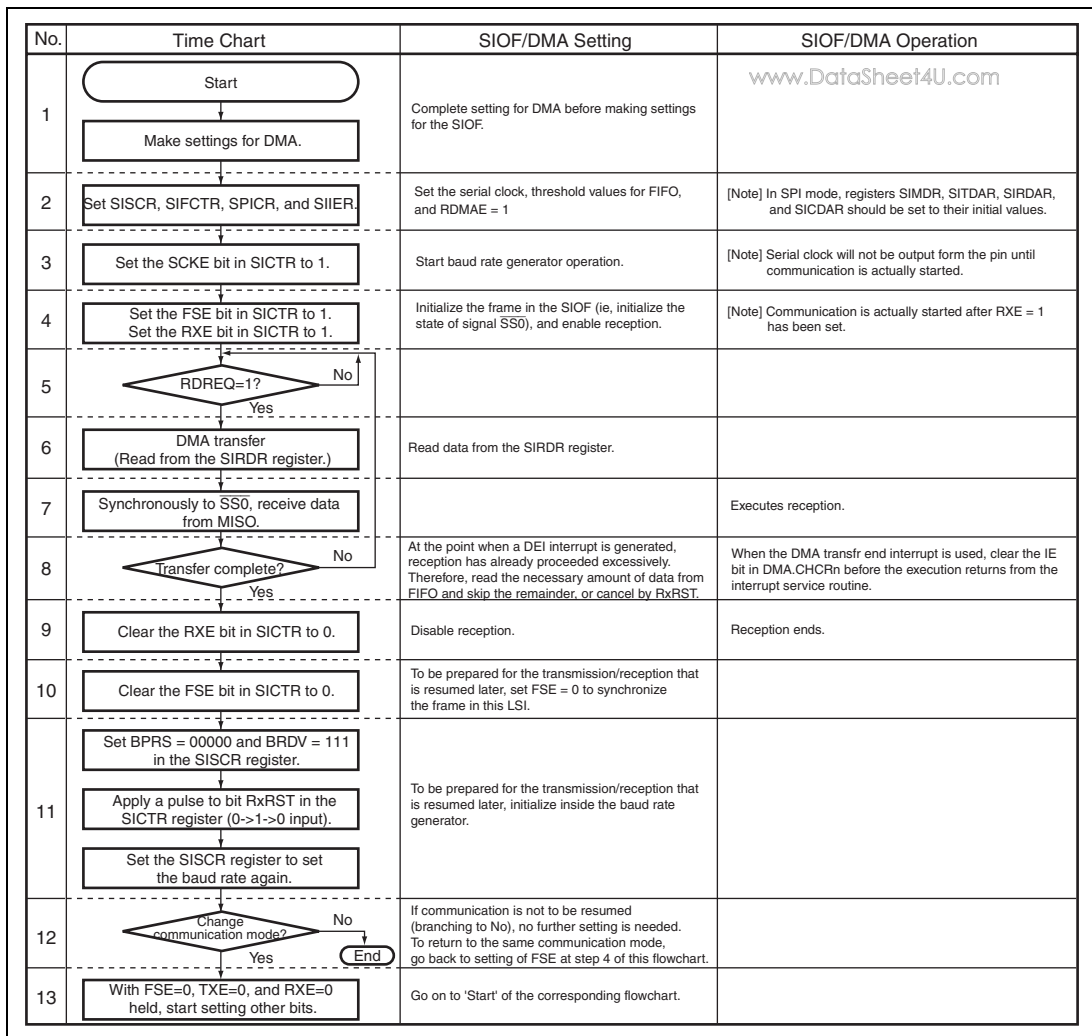 No.
Time Chart
SIOF/DMA Setting
SIOF/DMA Operation
www.DataSheet4U.com
1
Start
Make settings for DMA.
Complete setting for DMA before making settings
for the SIOF.
2
Set SISCR, SIFCTR, SPICR, and SIIER.
Set the serial clock, threshold values for FIFO,
and RDMAE = 1
[Note] In SPI mode, registers SIMDR, SITDAR, SIRDAR,
and SICDAR should be set to their initial values.
3
Set the SCKE bit in SICTR to 1.
Start baud rate generator operation.
[Note] Serial clock will not be output form the pin until
communication is actually started.
4
Set the FSE bit in SICTR to 1.
Set the RXE bit in SICTR to 1.
Initialize the frame in the SIOF (ie, initialize the
state of signal SS0), and enable reception.
[Note] Communication is actually started after RXE = 1
has been set.
5
RDREQ=1?
No
Yes
6
DMA transfer
(Read from the SIRDR register.)
Read data from the SIRDR register.
7
Synchronously to SS0, receive data
from MISO.
Executes reception.
8
Transfer complete?
No
Yes
At the point when a DEI interrupt is generated,
reception has already proceeded excessively.
Therefore, read the necessary amount of data from
FIFO and skip the remainder, or cancel by RxRST.
When the DMA transfr end interrupt is used, clear the IE
bit in DMA.CHCRn before the execution returns from the
interrupt service routine.
9
Clear the RXE bit in SICTR to 0.
Disable reception.
Reception ends.
10
Clear the FSE bit in SICTR to 0.
To be prepared for the transmission/reception that
is resumed later, set FSE = 0 to synchronize
the frame in this LSI.
11
Set BPRS = 00000 and BRDV = 111
in the SISCR register.
Apply a pulse to bit RxRST in the
SICTR register (0->1->0 input).
Set the SISCR register to set
the baud rate again.
To be prepared for the transmission/reception that
is resumed later, initialize inside the baud rate
generator.
12
Change
communication mode?
No
Yes
End
If communication is not to be resumed
(branching to No), no further setting is needed.
To return to the same communication mode,
go back to setting of FSE at step 4 of this flowchart.
13
With FSE=0, TXE=0, and RXE=0
held, start setting other bits.
Go on to 'Start' of the corresponding flowchart.